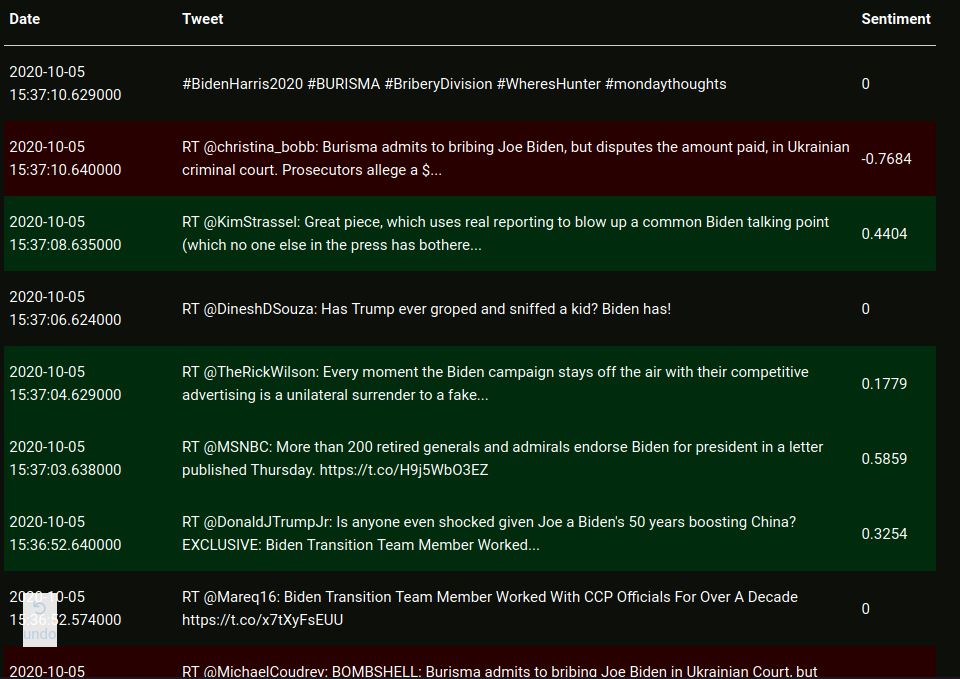 Date Tweet Sentiment
2020-10-05
15:37:10.629000
#BidenHarris2020 #BURISMA #BriberyDivision #WheresHunter #mondaythoughts
0
2020-10-05
15:37:10.640000
RT @christina_bobb: Burisma admits to bribing Joe Biden, but disputes the amount paid, in Ukrainian
criminal court. Prosecutors allege a $...
-0.7684
2020-10-05
15:37:08.635000
RT @KimStrassel: Great piece, which uses real reporting to blow up a common Biden talking point
(which no one else in the press has bothere...
0.4404
2020-10-05
15:37:06.624000
RT @DineshDSouza: Has Trump ever groped and sniffed a kid? Biden has!
0
2020-10-05
15:37:04.629000
RT @TheRickWilson: Every moment the Biden campaign stays off the air with their competitive
advertising is a unilateral surrender to a fake...
0.1779
2020-10-05
15:37:03.638000
RT @MSNBC: More than 200 retired generals and admirals endorse Biden for president in a letter
published Thursday. https://t.co/H9j5WbO3EZ
0.5859
2020-10-05
15:36:52.640000
RT @DonaldJTrumpJr: Is anyone even shocked given Joe a Biden's 50 years boosting China?
EXCLUSIVE: Biden Transition Team Member Worked...
0.3254
2020-10-05
15:36:52.574000
undo
RT @Mareq16: Biden Transition Team Member Worked With CCP Officials For Over A Decade
https://t.co/x7tXyFsEUU
0
2020-10-05
RT @MichaelCoudrey: BOMBSHELL: Burisma admits to bribing Joe Biden in Ukrainian Court, but